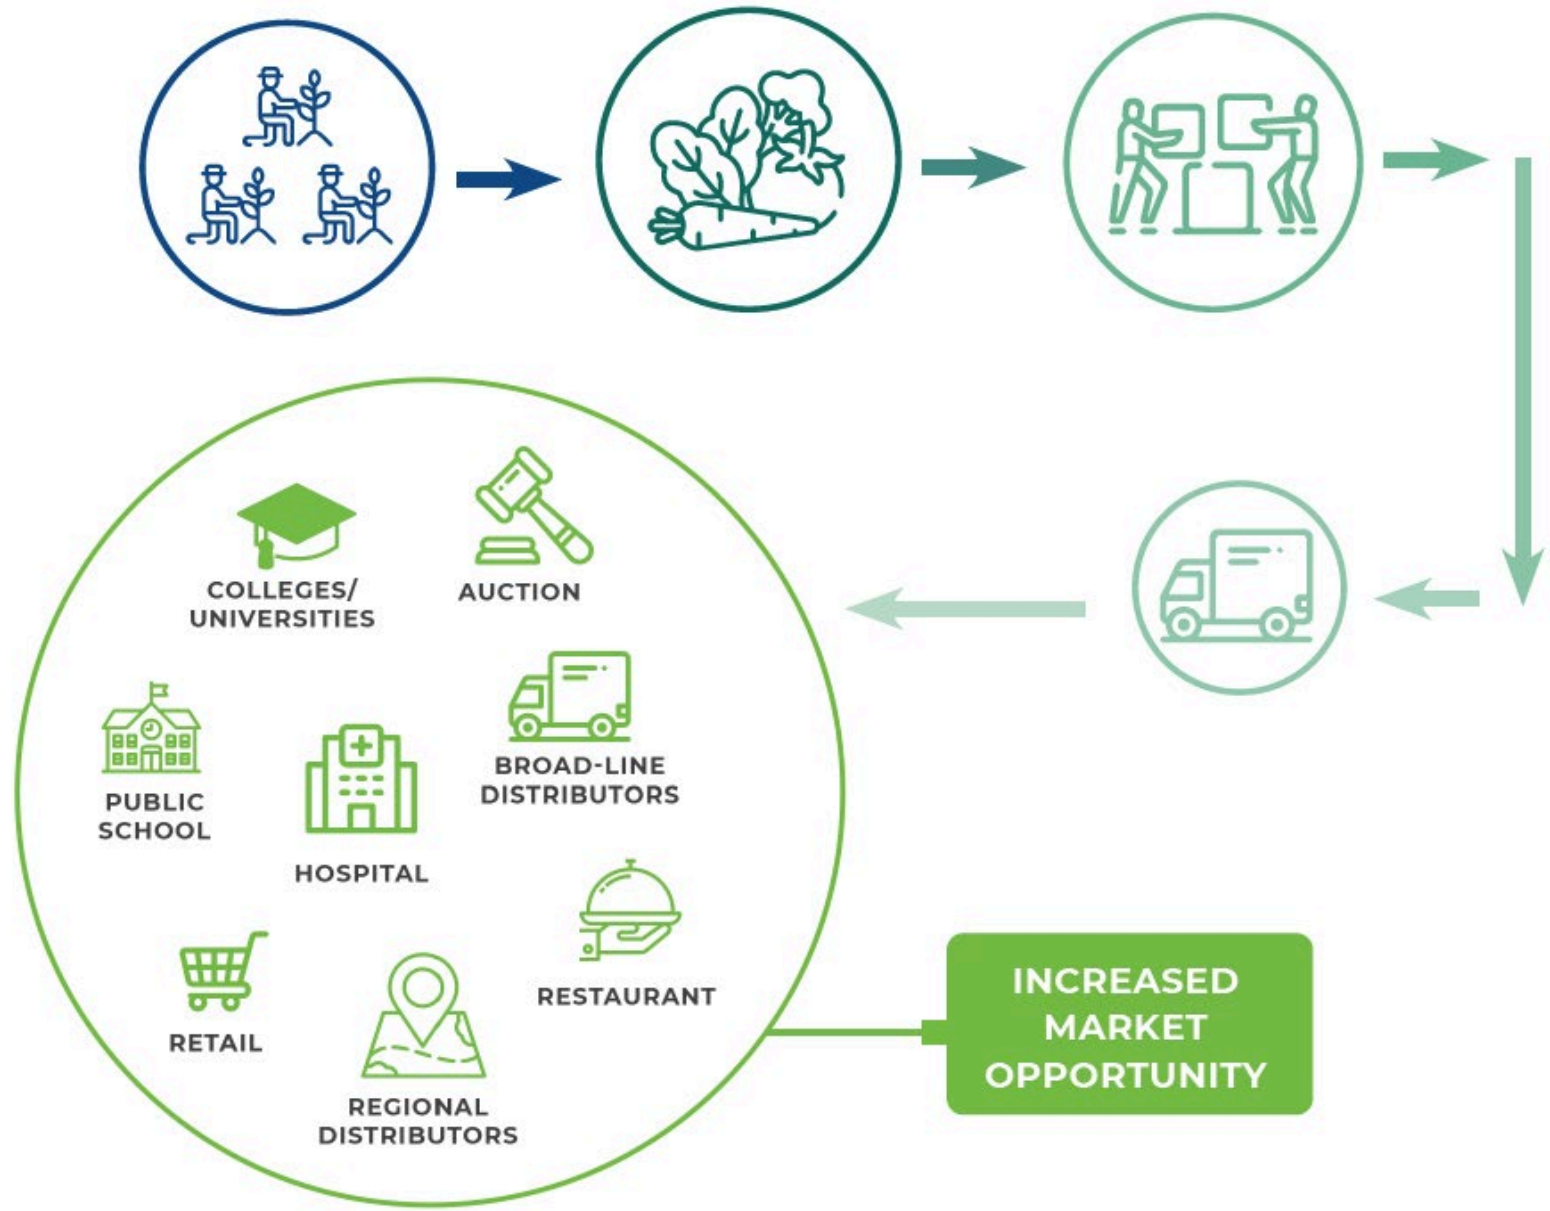 COLLEGES/
UNIVERSITIES
AUCTION
PUBLIC
SCHOOL
HOSPITAL
BROAD-LINE
DISTRIBUTORS
RESTAURANT
RETAIL
REGIONAL
DISTRIBUTORS
INCREASED
MARKET
OPPORTUNITY